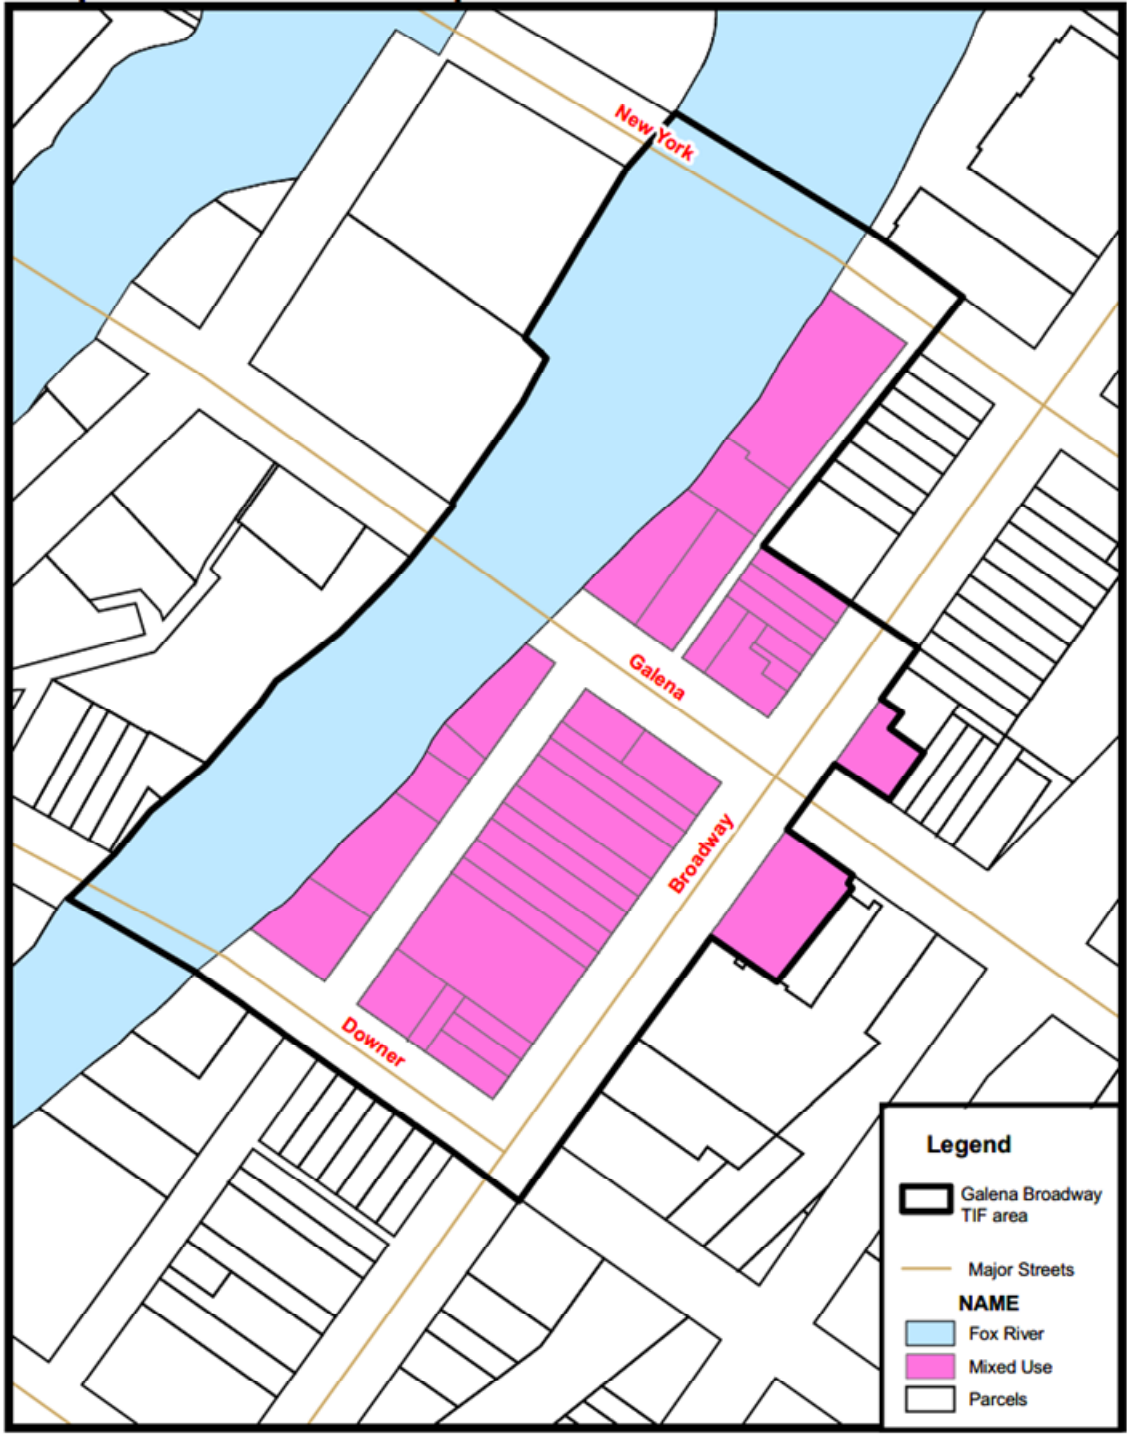 New York
Galena
Broadway
Downer
Legend
Galena Broadway
TIF area
Major Streets
NAME
Fox River
Mixed Use
Parcels